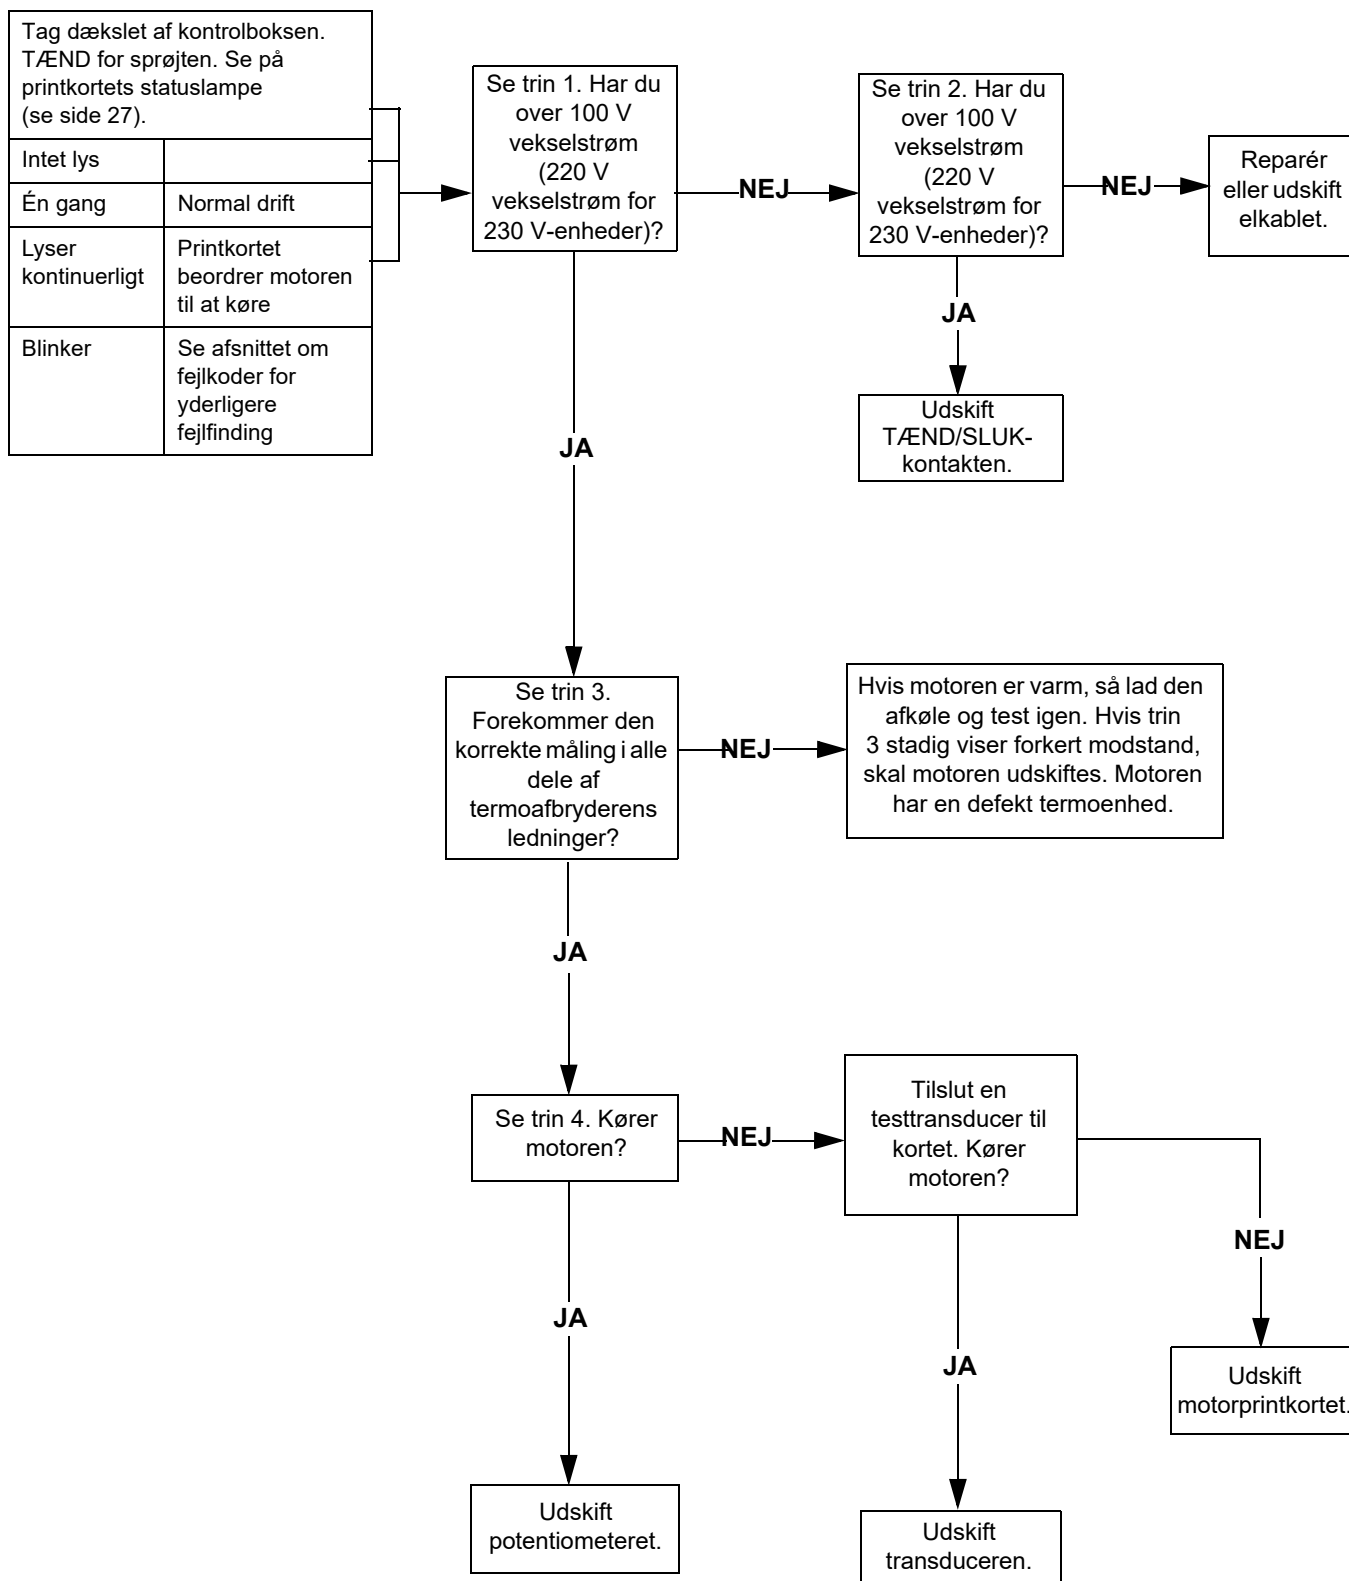 Tag dækslet af kontrolboksen.
TÆND for sprøjten. Se på
printkortets statuslampe
(se side 27).
Intet lys
Én gang
Normal drift
Lyser
kontinuerligt
Printkortet
beordrer motoren
til at køre
Blinker
Se afsnittet om
fejlkoder for
yderligere
fejlfinding
Se trin 1. Har du
over 100 V
vekselstrøm
(220 V
vekselstrøm for
230 V-enheder)?
NEJ
Se trin 2. Har du
over 100 V
vekselstrøm
(220 V
vekselstrøm for
230 V-enheder)?
NEJ
Reparér
eller udskift
elkablet.
JA
Udskift
TÆND/SLUK-
kontakten.
JA
Se trin 3.
Forekommer den
korrekte måling i alle
dele af
termoafbryderens
ledninger?
NEJ
Hvis motoren er varm, så lad den
afkøle og test igen. Hvis trin
3 stadig viser forkert modstand,
skal motoren udskiftes. Motoren
har en defekt termoenhed.
JA
Se trin 4. Kører
motoren?
NEJ
Tilslut en
testtransducer til
kortet. Kører
motoren?
NEJ
Udskift
motorprintkortet.
JA
Udskift
potentiometeret.
JA
Udskift
transduceren.